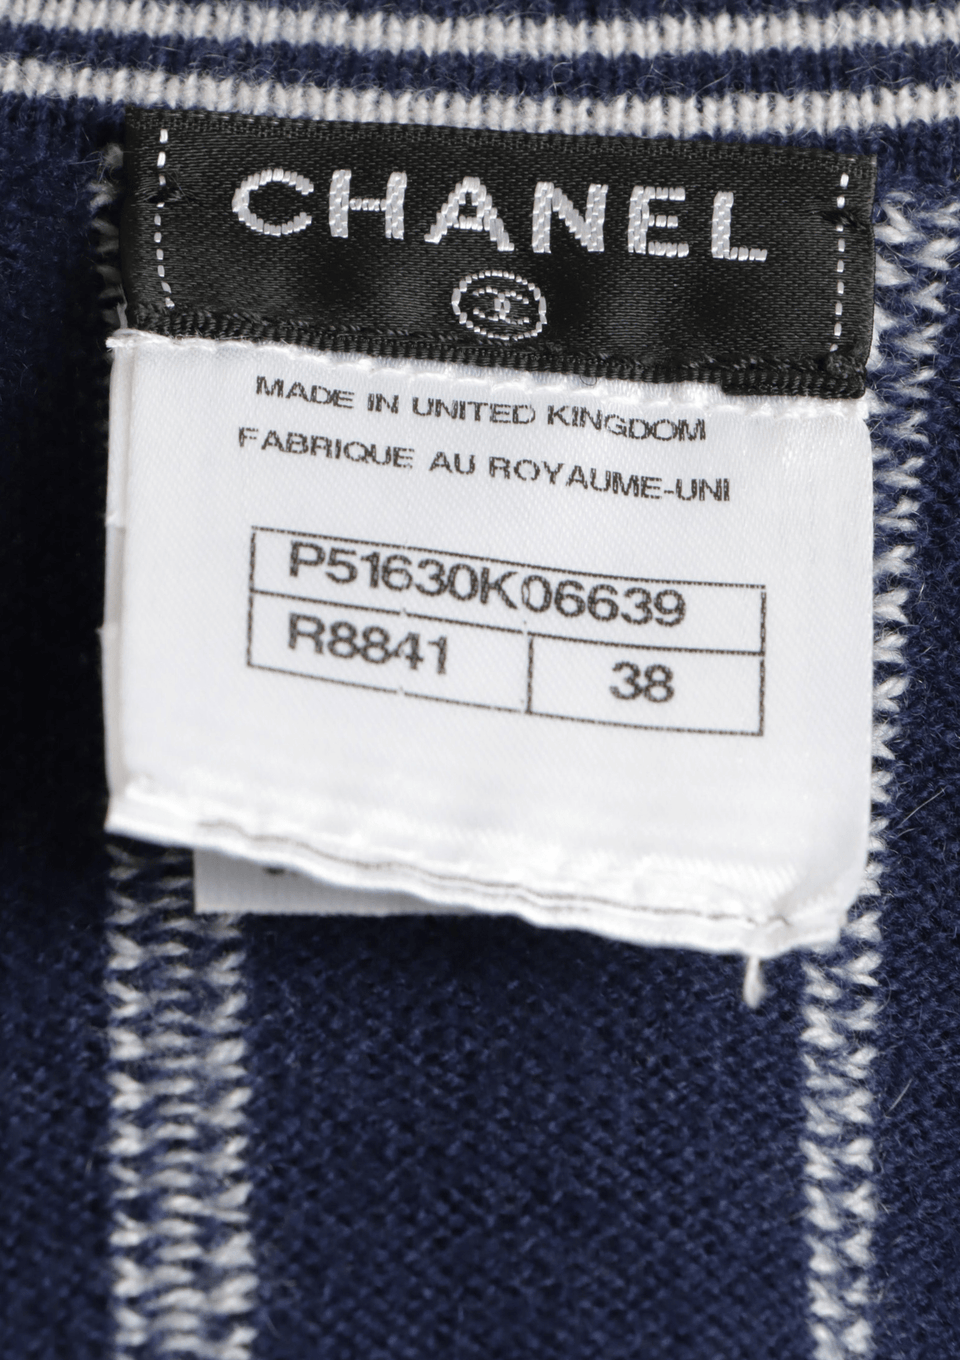 CHANEL
MADE IN UNITED KINGDOM
FABRIQUE AU ROYAUME-UNI
P51630K06639
R8841 38